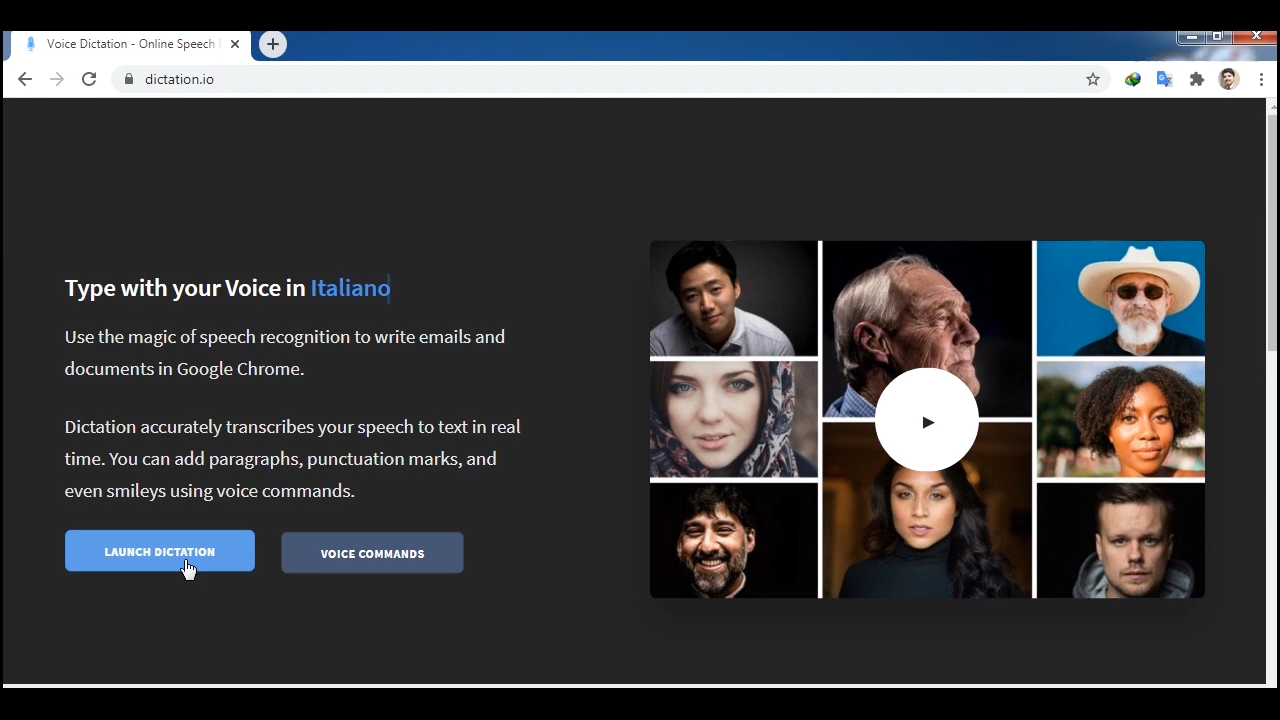 Voice Dictation - Online Speech
dictation.io
Type with your Voice in Italiano
Use the magic of speech recognition to write emails and
documents in Google Chrome.
Dictation accurately transcribes your speech to text in real
time. You can add paragraphs, punctuation marks, and
even smileys using voice commands.
LAUNCH DICTATION
VOICE COMMANDS